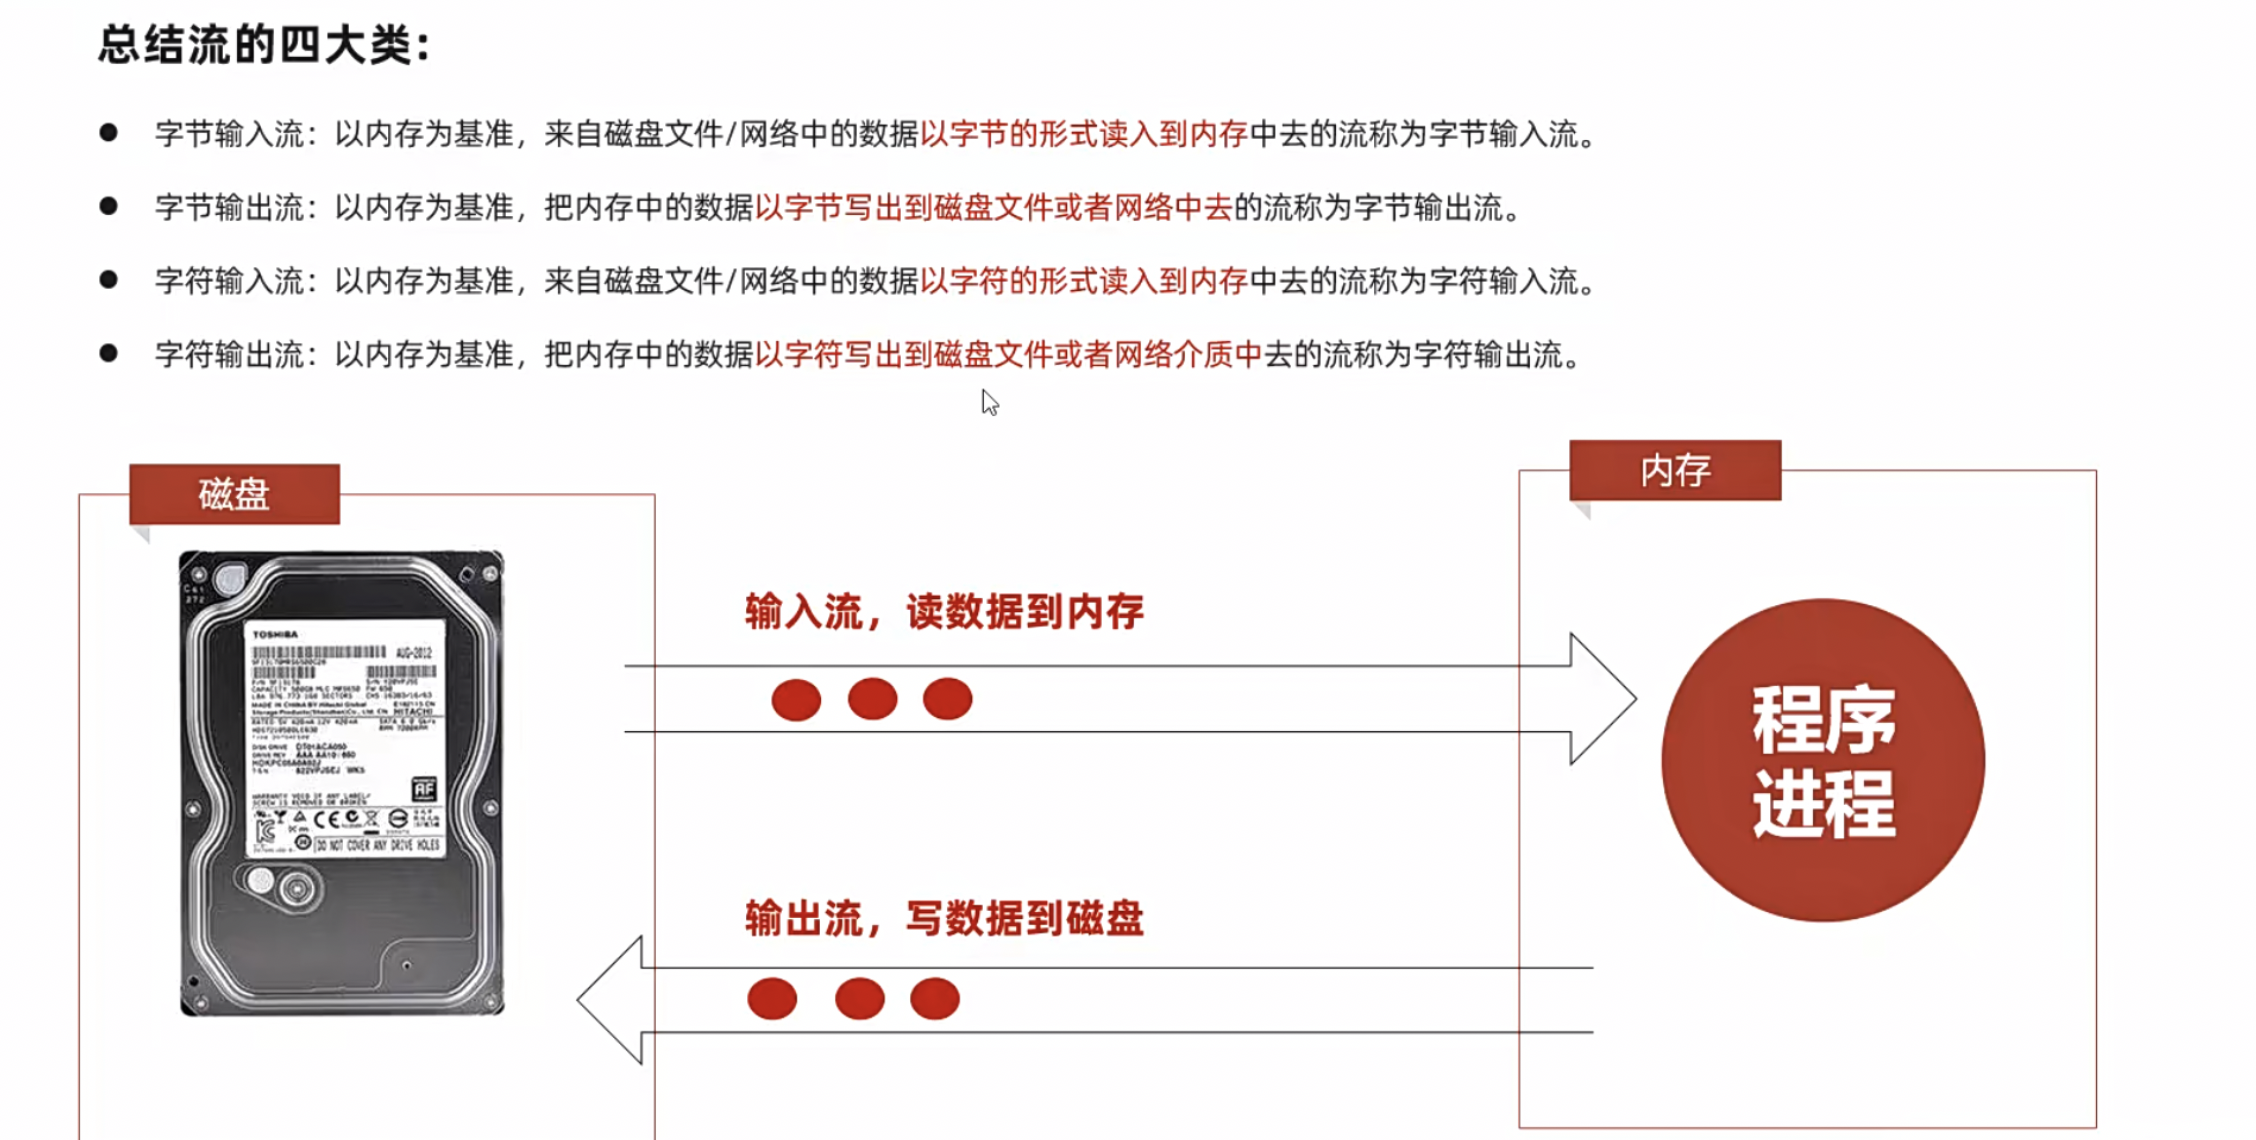 总结流的四大类：
字节输入流：以内存为基准，来自磁盘文件/网络中的数据以字节的形式读入到内存中去的流称为字节输入流。
字节输出流：以内存为基准，把内存中的数据以字节写出到磁盘文件或者网络中去的流称为字节输出流。
字符输入流：以内存为基准，来自磁盘文件/网络中的数据以字符的形式读入到内存中去的流称为字符输入流。
字符输出流：以内存为基准，把内存中的数据以字符写出到磁盘文件或者网络介质中去的流称为字符输出流。
磁盘
内存
TOSHIBA
AUG-2012
HITACHI
AF
DO NOT COVER ANY DRIVE HOLES
输入流，读数据到内存
程序
进程
输出流，写数据到磁盘